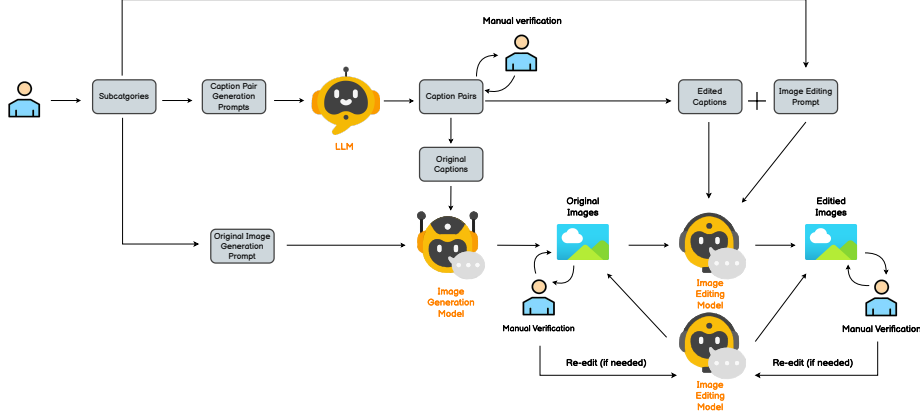 Manual verification
Subcatgories
Caption Pair
Generation
Prompts
Caption Pairs
Edited
Captions
Image Editing
Prompt
LLM
Original
Captions
Original Image
Generation
Prompt
Original
Images
Editied
Images
Image
Generation
Model
Image
Editing
Model
Manual Verification
Manual Verification
Re-edit (if needed)
Re-edit (if needed)
Image
Editing
Model